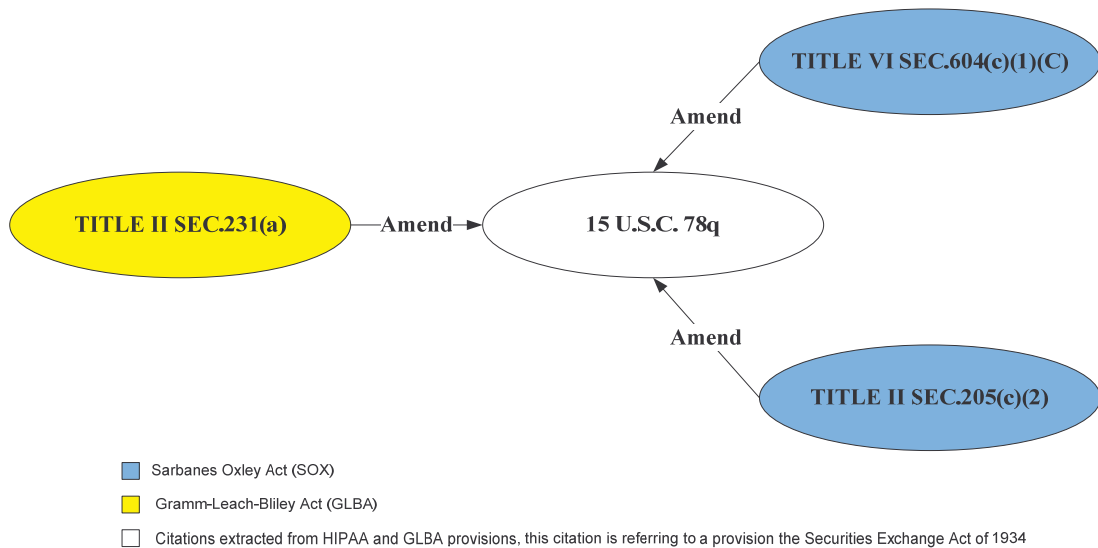 TITLE VI SEC.604(c)(1)(C)
Amend
TITLE II SEC.231(a)
Amend
15 U.S.C. 78q
Amend
TITLE II SEC.205(c)(2)
Sarbanes Oxley Act (SOX)
Gramm-Leach-Bliley Act (GLBA)
Citations extracted from HIPAA and GLBA provisions, this citation is referring to a provision the Securities Exchange Act of 1934